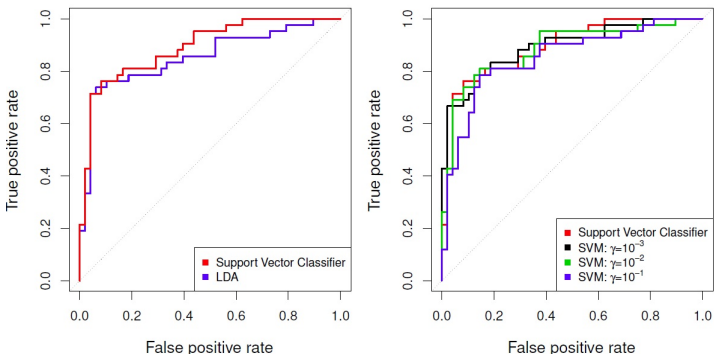 True positive rate
1.0
0.8
0.6
0.4
0.2
0.0
Support Vector Classifier
LDA
0.0 0.2 0.4 0.6 0.8 1.0
False positive rate
True positive rate
1.0
0.8
0.6
0.4
0.2
0.0
Support Vector Classifier
SVM: γ=10⁻³
SVM: γ=10⁻²
SVM: γ=10⁻¹
0.0 0.2 0.4 0.6 0.8 1.0
False positive rate